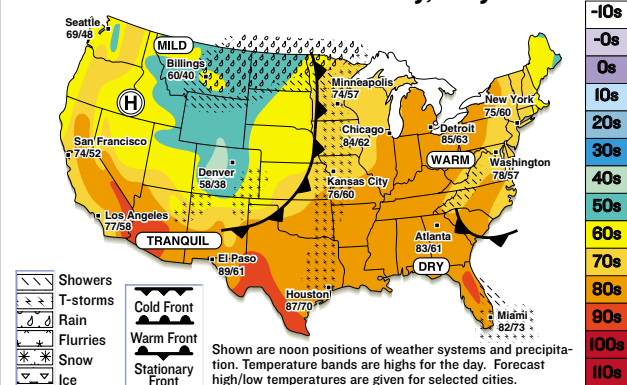 Seattle
69/48
MILD
Billings
60/40
H
Minneapolis
74/57
New York
75/60
Chicago
84/62
Detroit
85/63
San Francisco
74/52
WARM
Washington
78/57
Denver
58/38
Kansas City
76/60
Los Angeles
77/58
TRANQUIL
Atlanta
83/61
El Paso
89/61
DRY
Houston
87/70
Miami
82/73
Showers
T-storms
Rain
Flurries
Snow
Ice
Cold Front
Warm Front
Stationary
Front
Shown are noon positions of weather systems and precipita-
tion. Temperature bands are highs for the day. Forecast
high/low temperatures are given for selected cities.
-10s
-0s
0s
10s
20s
30s
40s
50s
60s
70s
80s
90s
100s
110s